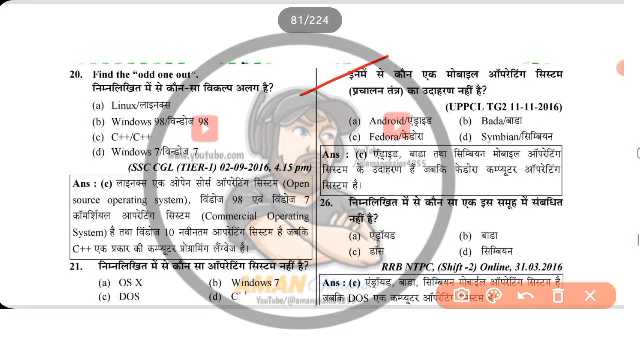 81/224
20. Find the "odd one out".
निम्नलिखित में से कौन-सा विकल्प अलग है?
(a) Linux/लाइनक्स
(b) Windows 98/विन्डोज 98
(c) C++/C++
(d) Windows 7/विन्डोज 7
(SSC CGL (TIER-1) 02-09-2016, 4.15 pm)
Ans : (c) लाइनक्स एक ओपेन सोर्स ऑपरेटिंग सिस्टम (Open
source operating system), विंडोज 98 एवं विंडोज 7
कॉमर्शियल आपरेटिंग सिस्टम (Commercial Operating
System) है तथा विंडोज 10 नवीनतम आपरेटिंग सिस्टम है जबकि
C++ एक प्रकार की कम्प्यूटर प्रोग्रामिंग लैंग्वेज है।
21. निम्नलिखित में से कौन सा ऑपरेटिंग सिस्टम नहीं है?
(a) OS X (b) Windows 7
(c) DOS (d) C
इनमें से कौन एक मोबाइल ऑपरेटिंग सिस्टम
(प्रचालन तंत्र) का उदाहरण नहीं है?
(UPPCL TG2 11-11-2016)
(a) Android/एंड्राइड (b) Bada/बाडा
(c) Fedora/फेडोरा (d) Symbian/सिम्बियन
Ans : (c) एंड्राइड, बाडा तथा सिम्बियन मोबाइल ऑपरेटिंग
सिस्टम के उदाहरण हैं जबकि फेडोरा कम्प्यूटर ऑपरेटिंग
सिस्टम है।
26. निम्नलिखित में से कौन सा एक इस समूह में संबधित
नहीं है?
(a) एंड्रॉयड (b) बाडा
(c) डॉस (d) सिम्बियन
RRB NTPC, (Shift -2) Online, 31.03.2016
Ans : (c) एंड्रॉयड, बाडा, सिम्बियन मोबाईल ऑपरेटिंग सिस्टम है
जबकि DOS एक कम्प्यूटर